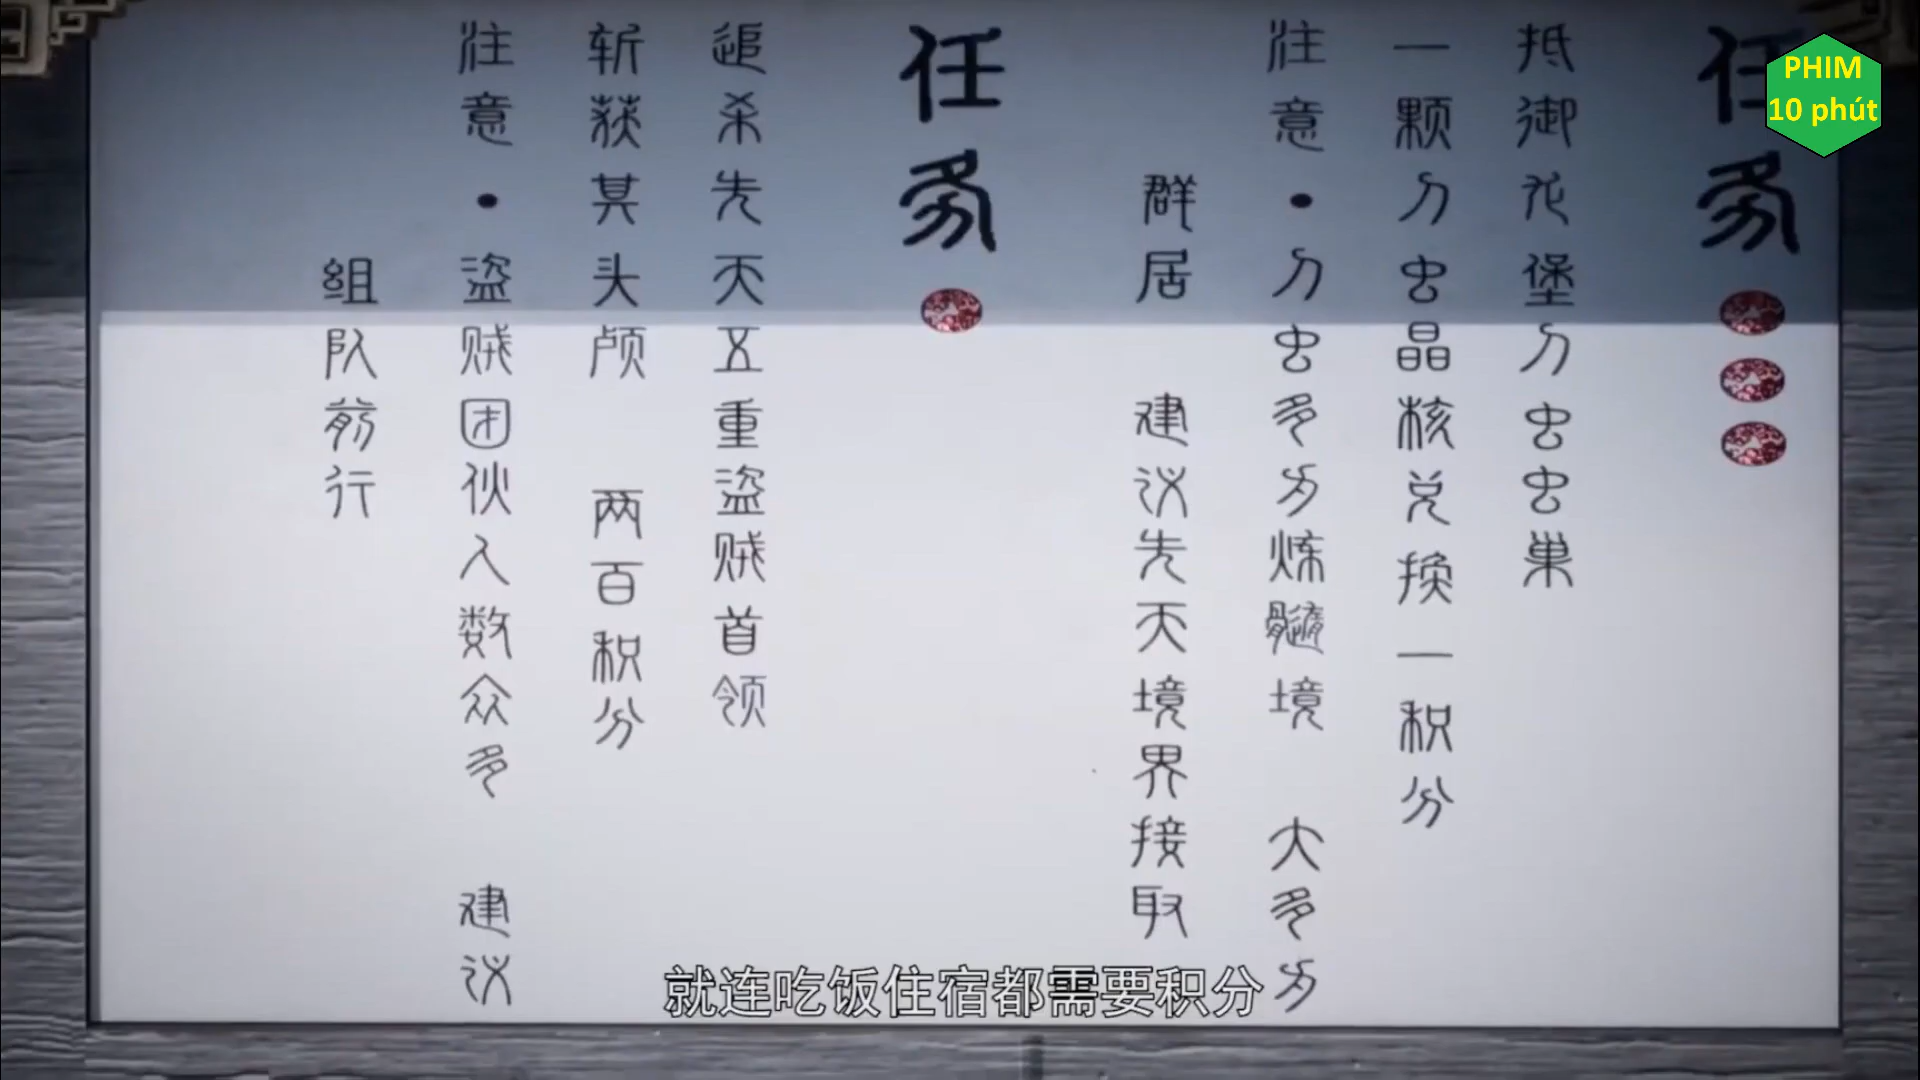 任务
抵御堡刀虫虫巢
一颗刀虫晶核兑换一积分
注意·刀虫多为炼髓境 大多为
群居 建议先天境界接取
任务
追杀先天五重盗贼首领
斩获其头颅 两百积分
注意·盗贼团伙人数众多 建议
组队前行
就连吃饭住宿都需要积分
PHIM
10 phút